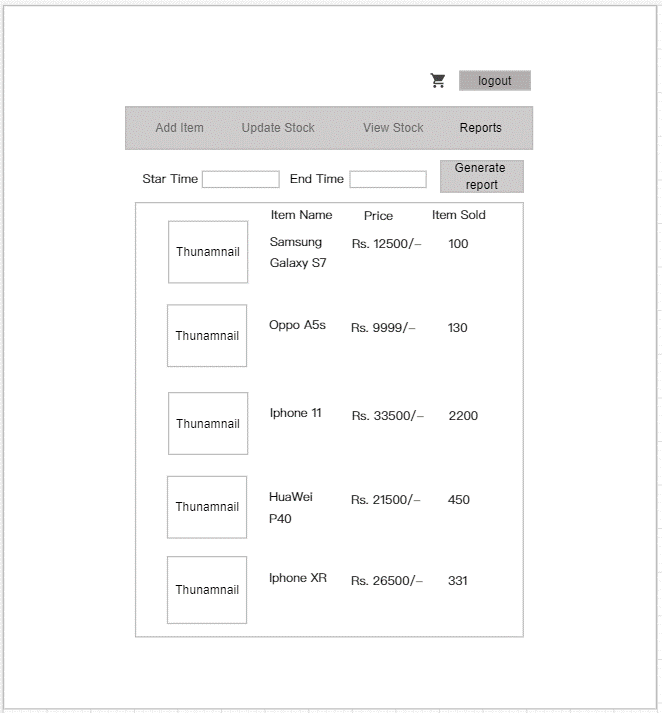 logout
Add Item Update Stock View Stock Reports
Star Time End Time Generate
report
Item Name Price Item Sold
Thunamnail Samsung Rs. 12500/– 100
Galaxy S7
Thunamnail Oppo A5s Rs. 9999/– 130
Thunamnail Iphone 11 Rs. 33500/– 2200
Thunamnail HuaWei Rs. 21500/– 450
P40
Thunamnail Iphone XR Rs. 26500/– 331